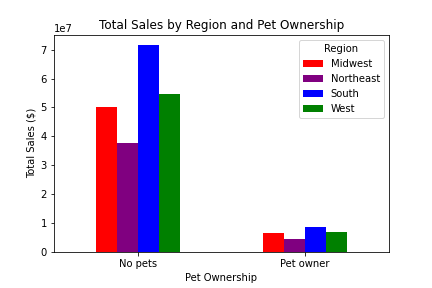 Total Sales by Region and Pet Ownership
1e7
7
6
5
4
3
2
1
0
Total Sales ($)
Region
Midwest
Northeast
South
West
No pets
Pet owner
Pet Ownership